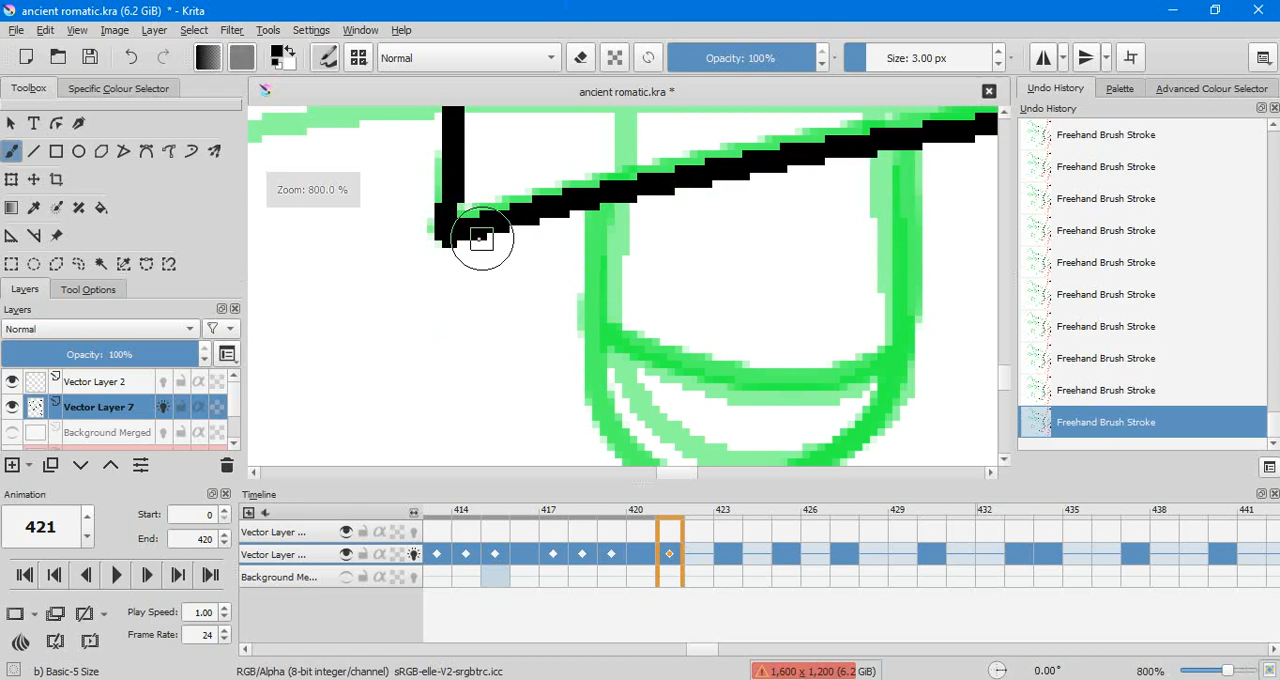 ancient romatic.kra (6.2 GiB) * - Krita
File Edit View Image Layer Select Filter Tools Settings Window Help
Normal Opacity: 100% Size: 3.00 px
Toolbox Specific Colour Selector
ancient romatic.kra *
Undo History Palette Advanced Colour Selector
Undo History
Freehand Brush Stroke
Freehand Brush Stroke
Freehand Brush Stroke
Freehand Brush Stroke
Freehand Brush Stroke
Freehand Brush Stroke
Freehand Brush Stroke
Freehand Brush Stroke
Freehand Brush Stroke
Freehand Brush Stroke
Zoom: 800.0 %
Layers Tool Options
Layers
Normal
Opacity: 100%
Vector Layer 2
Vector Layer 7
Background Merged
Animation
421
Start: 0
End: 420
Play Speed: 1.00
Frame Rate: 24
Timeline
414 417 420 423 426 429 432 435 438 441
Vector Layer ...
Vector Layer ...
Background Me...
b) Basic-5 Size RGB/Alpha (8-bit integer/channel) sRGB-elle-V2-srgbtrc.icc 1,600 x 1,200 (6.2 GiB) 0.00° 800%